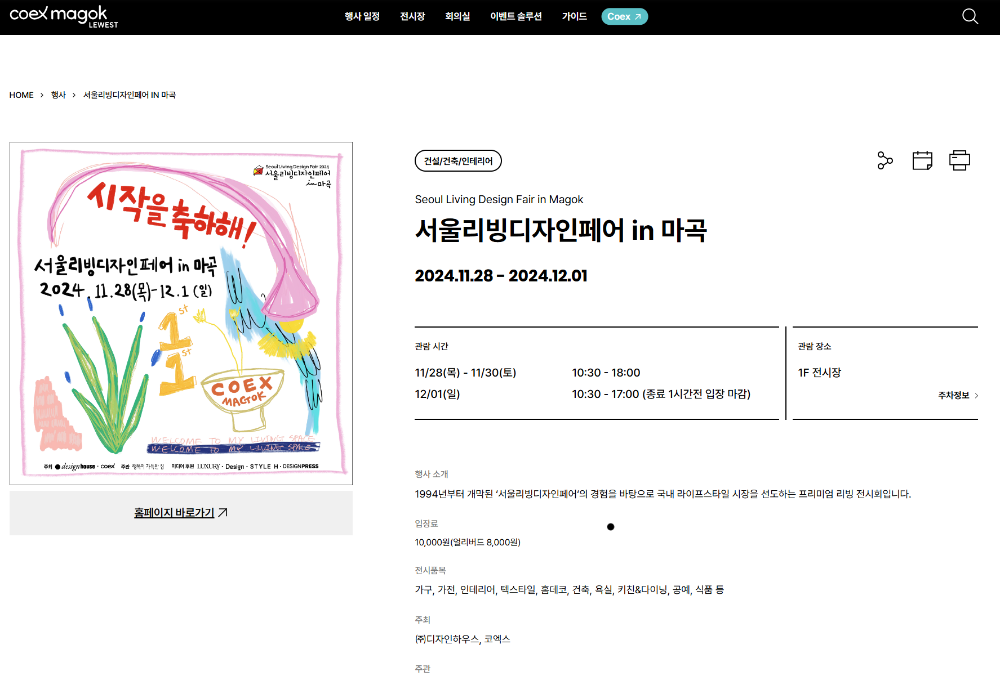 coex magok
LEWEST
행사 일정 전시장 회의실 이벤트 솔루션 가이드 Coex
HOME > 행사 > 서울리빙디자인페어 IN 마곡
Seoul Living Design Fair 2024
서울리빙디자인페어
in 마곡
시작을 축하해!
서울리빙디자인페어 in 마곡
2024. 11.28(목)-12.1 (일)
1st
1st
COEX
MAGOK
WELCOME TO MY LIVING SPACE
WELCOME TO MY LIVING SPACE
주최 designhouse · coex 주관 행복이 가득한 집 미디어 후원 LUXURY · Design · STYLE H · DESIGNPRESS
홈페이지 바로가기
건설/건축/인테리어
Seoul Living Design Fair in Magok
서울리빙디자인페어 in 마곡
2024.11.28 - 2024.12.01
관람 시간
11/28(목) - 11/30(토) 10:30 - 18:00
12/01(일) 10:30 - 17:00 (종료 1시간전 입장 마감)
관람 장소
1F 전시장
주차정보 >
행사 소개
1994년부터 개막된 ‘서울리빙디자인페어‘의 경험을 바탕으로 국내 라이프스타일 시장을 선도하는 프리미엄 리빙 전시회입니다.
입장료
10,000원(얼리버드 8,000원)
전시품목
가구, 가전, 인테리어, 텍스타일, 홈데코, 건축, 욕실, 키친&다이닝, 공예, 식품 등
주최
㈜디자인하우스, 코엑스
주관